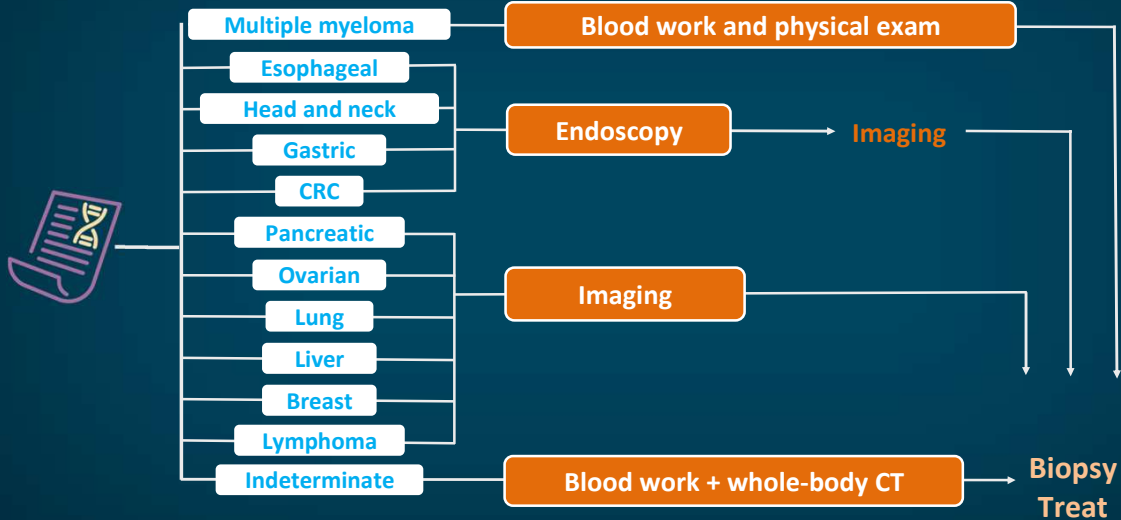 Multiple myeloma
Blood work and physical exam
Esophageal
Head and neck
Endoscopy
Imaging
Gastric
CRC
Pancreatic
Ovarian
Imaging
Lung
Liver
Breast
Lymphoma
Indeterminate
Blood work + whole-body CT
Biopsy
Treat